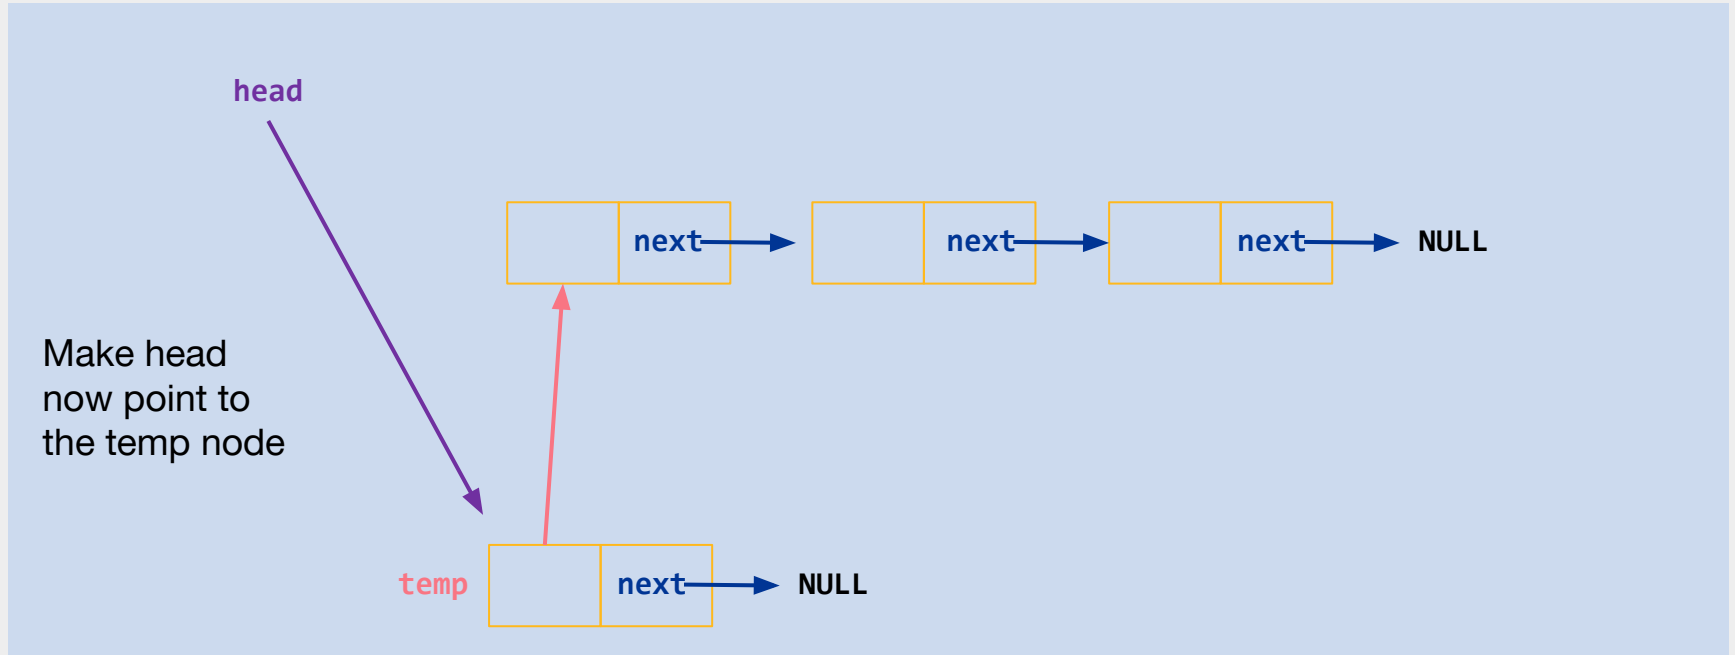 head
next
next
next
NULL
Make head
now point to
the temp node
temp
next
NULL